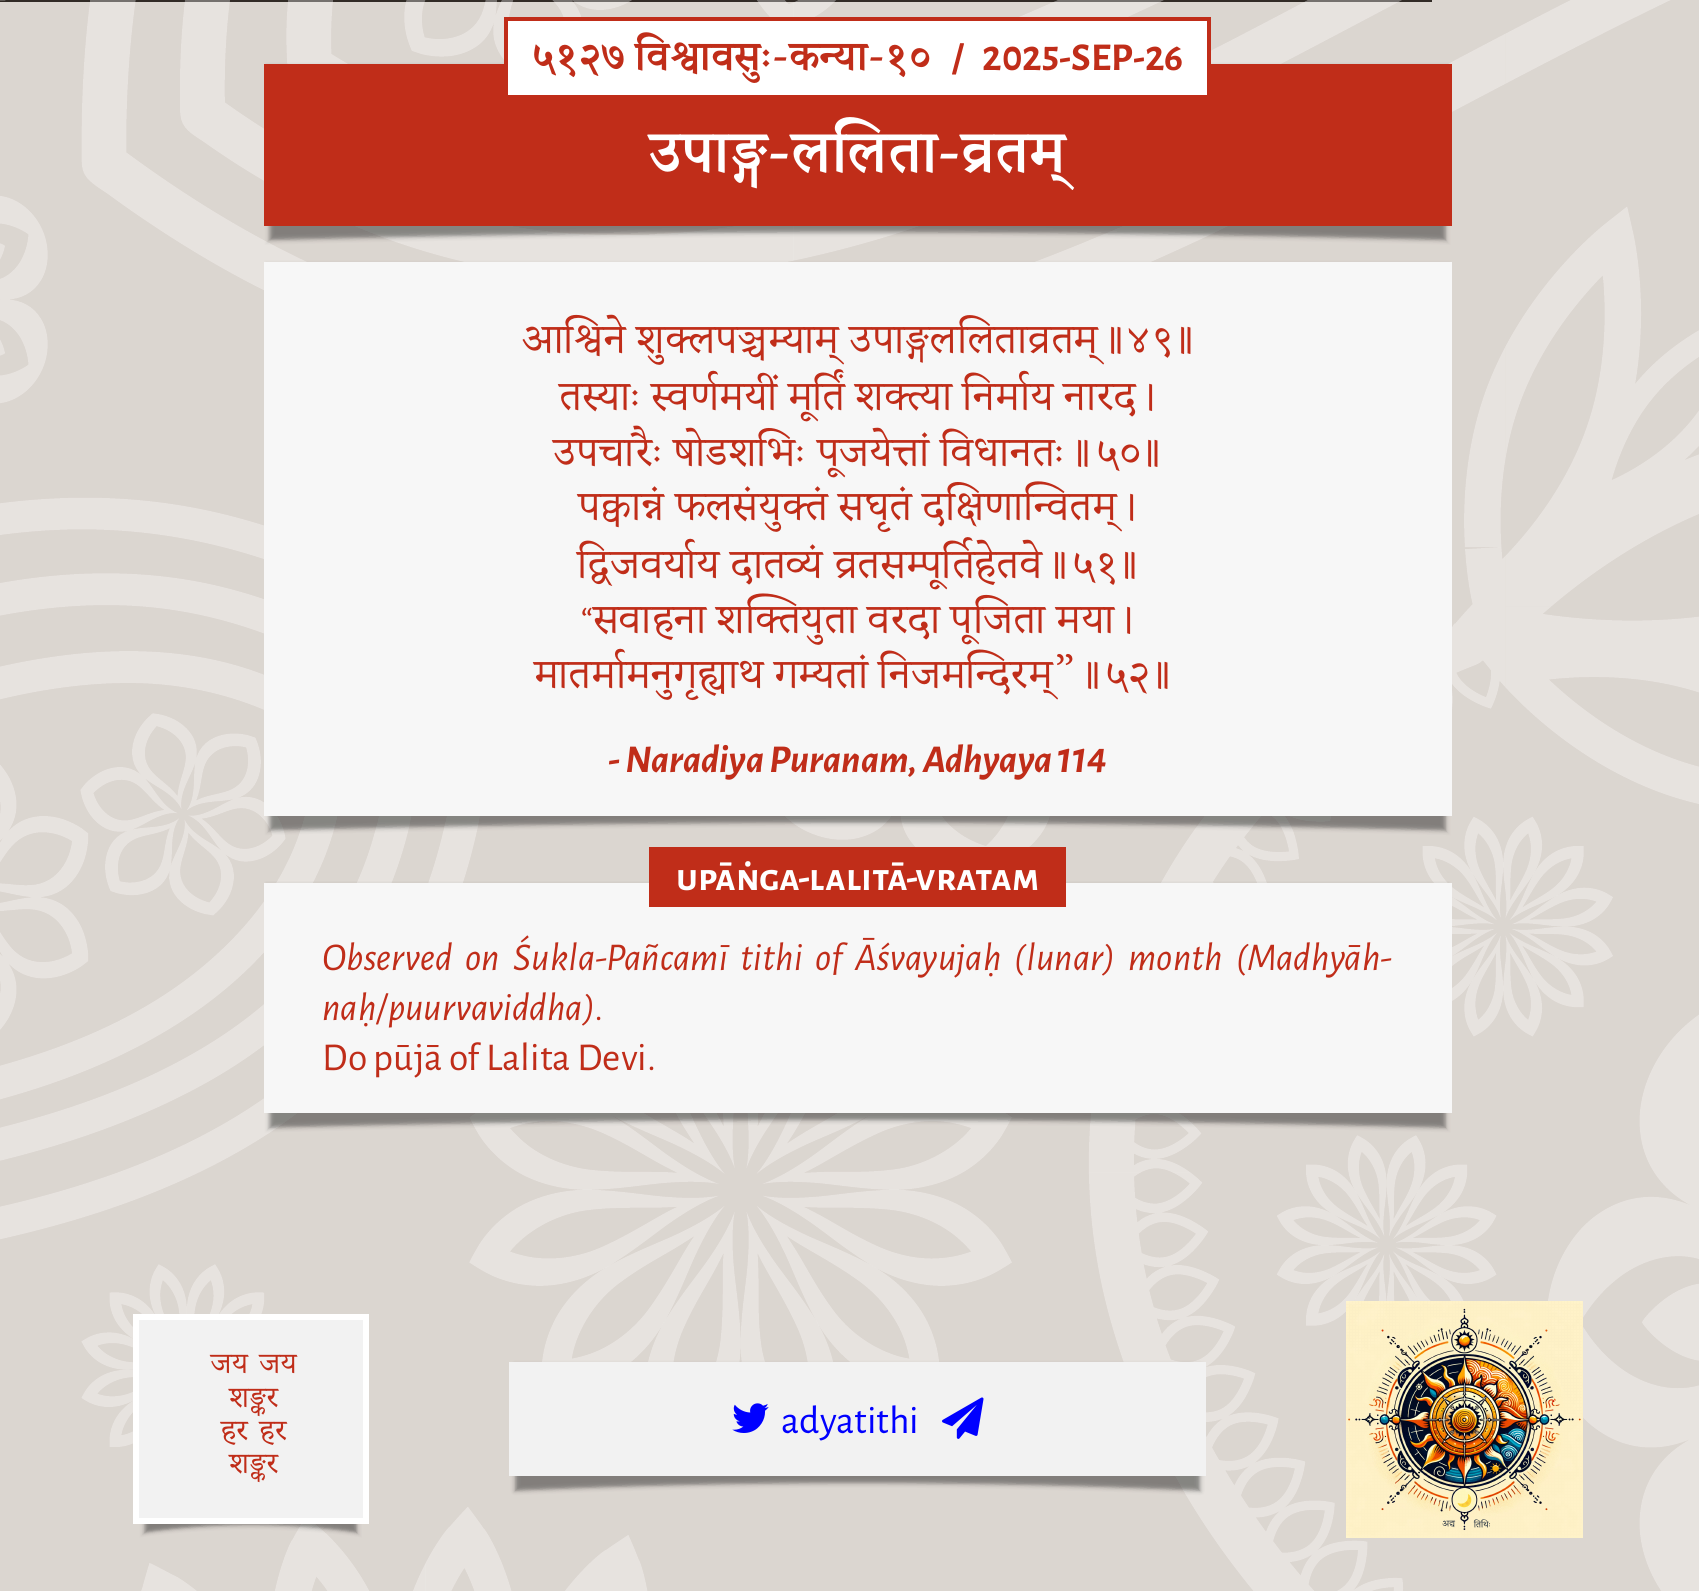 ५१२७ विश्वावसुः-कन्या-१० / 2025-SEP-26
उपाङ्ग-ललिता-व्रतम्
आश्विने शुक्लपञ्चम्याम् उपाङ्गललिताव्रतम्॥४९॥
तस्याः स्वर्णमयीं मूर्तिं शक्त्या निर्माय नारद।
उपचारैः षोडशभिः पूजयेत्तां विधानतः॥५०॥
पक्वान्नं फलसंयुक्तं सघृतं दक्षिणान्वितम्।
द्विजवर्याय दातव्यं व्रतसम्पूर्तिहेतवे॥५१॥
“सवाहना शक्तियुता वरदा पूजिता मया।
मातर्मामनुगृह्याथ गम्यतां निजमन्दिरम्”॥५२॥
- Naradiya Puranam, Adhyaya 114
UPĀṄGA-LALITĀ-VRATAM
Observed on Śukla-Pañcamī tithi of Āśvayujaḥ (lunar) month (Madhyāh-
naḥ/puurvaviddha).
Do pūjā of Lalita Devi.
जय जय
शङ्कर
हर हर
शङ्कर
adyatithi
अद्य तिथिः